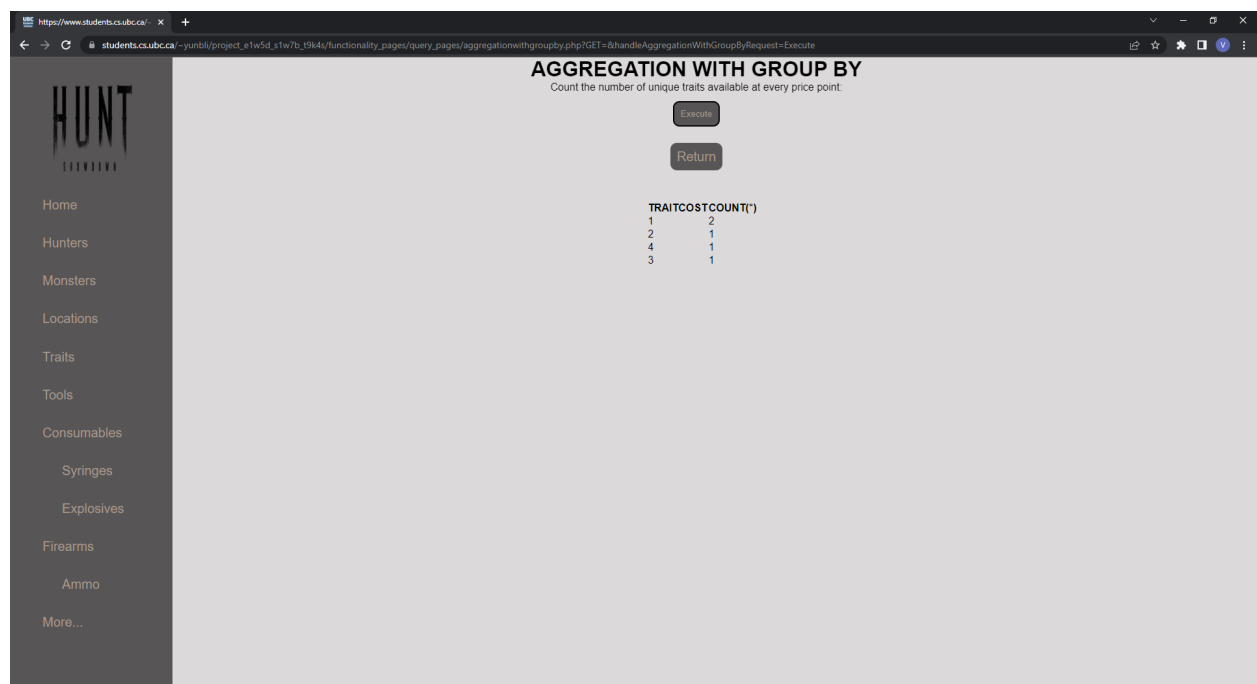 https://www.students.cs.ubc.ca/~
students.cs.ubc.ca/~yunbli/project_e1w5d_s1w7b_t9k4s/functionality_pages/query_pages/aggregationwithgroupby.php?GET=&handleAggregationWithGroupByRequest=Execute
V
HUNT
SHOWDOWN
Home
Hunters
Monsters
Locations
Traits
Tools
Consumables
Syringes
Explosives
Firearms
Ammo
More...
AGGREGATION WITH GROUP BY
Count the number of unique traits available at every price point:
Execute
Return
TRAITCOSTCOUNT(*)
1 2
2 1
4 1
3 1